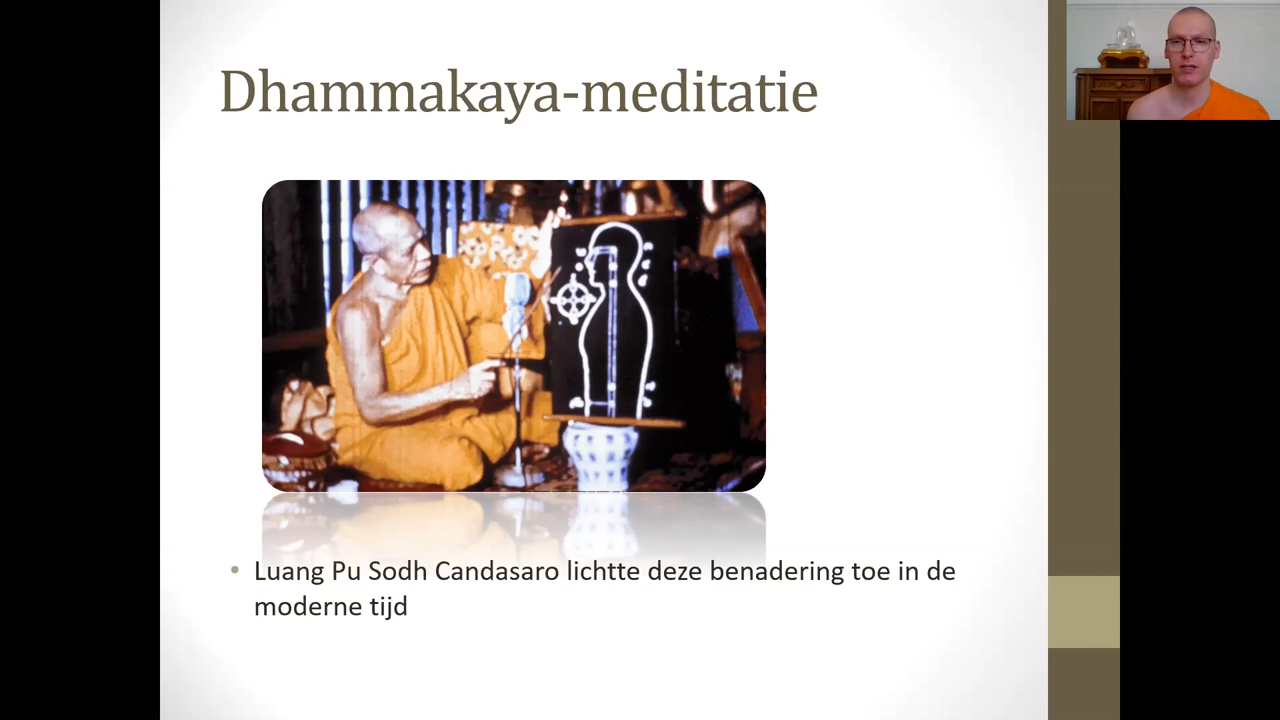 Dhammakaya-meditatie
• Luang Pu Sodh Candasaro lichtte deze benadering toe in de
moderne tijd